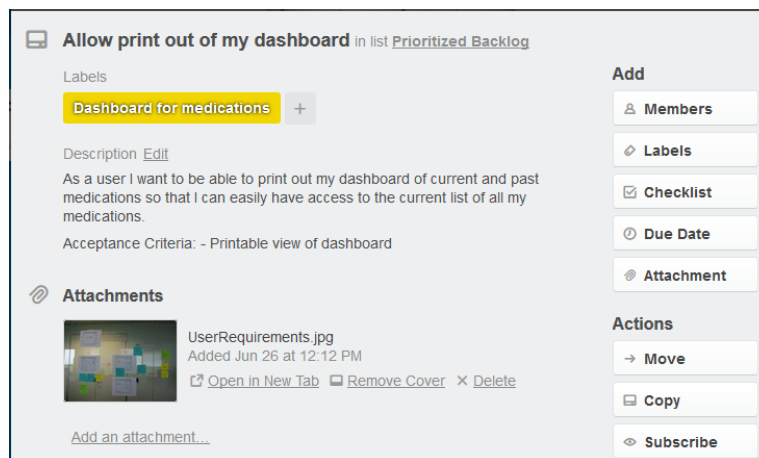 Allow print out of my dashboard in list Prioritized Backlog
Labels
Dashboard for medications +
Description Edit
As a user I want to be able to print out my dashboard of current and past
medications so that I can easily have access to the current list of all my
medications.
Acceptance Criteria: - Printable view of dashboard
Attachments
UserRequirements.jpg
Added Jun 26 at 12:12 PM
Open in New Tab Remove Cover Delete
Add an attachment…
Add
Members
Labels
Checklist
Due Date
Attachment
Actions
Move
Copy
Subscribe